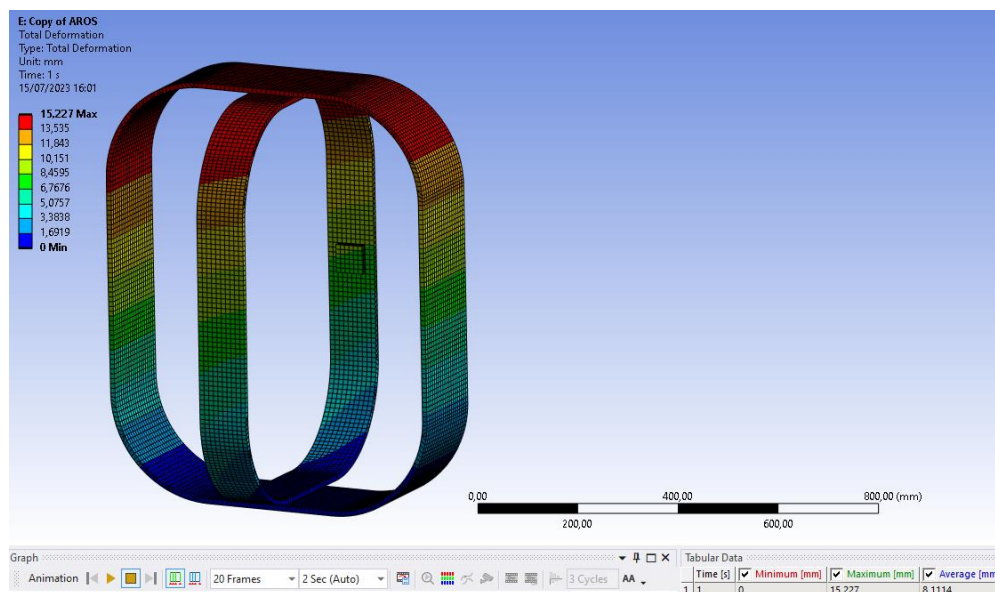 E: Copy of AROS
Total Deformation
Type: Total Deformation
Unit: mm
Time: 1 s
15/07/2023 16:01
15,227 Max
13,535
11,843
10,151
8,4595
6,7676
5,0757
3,3838
1,6919
0 Min
0,00 400,00 800,00 (mm)
200,00 600,00
Graph
Animation 20 Frames 2 Sec (Auto) 3 Cycles AA
Tabular Data
Time [s] Minimum [mm] Maximum [mm] Average [mm
1 1 0 15,227 8,1114